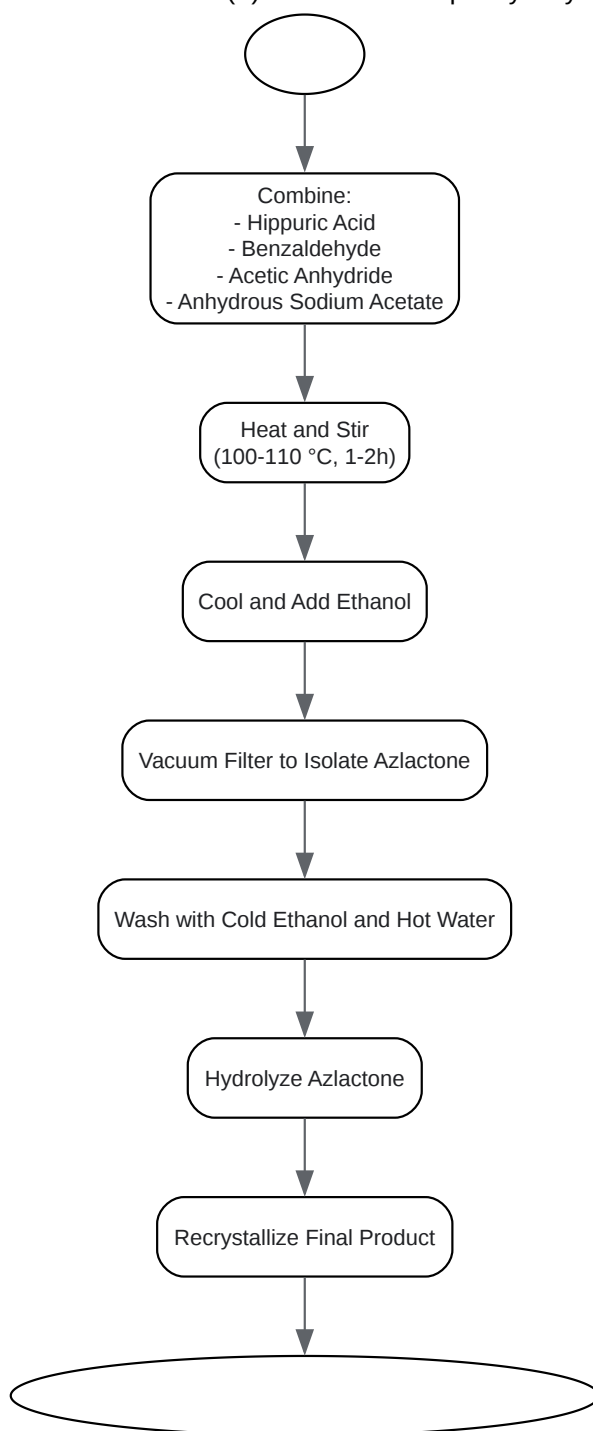 Combine:
- Hippuric Acid
- Benzaldehyde
- Acetic Anhydride
- Anhydrous Sodium Acetate
Heat and Stir
(100-110 °C, 1-2h)
Cool and Add Ethanol
Vacuum Filter to Isolate Azlactone
Wash with Cold Ethanol and Hot Water
Hydrolyze Azlactone
Recrystallize Final Product